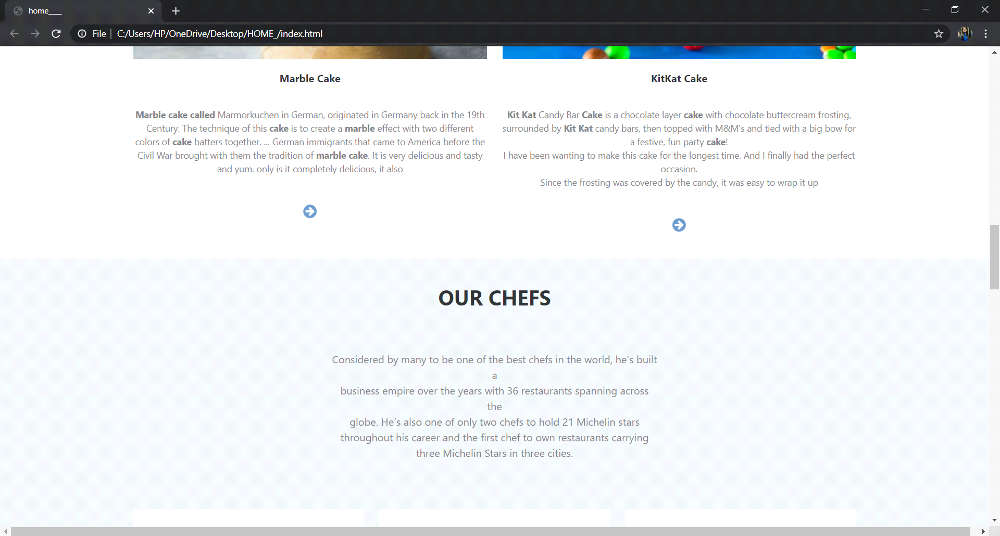 home____
File
C:/Users/HP/OneDrive/Desktop/HOME_/index.html
Marble Cake
Marble cake called Marmorkuchen in German, originated in Germany back in the 19th
Century. The technique of this cake is to create a marble effect with two different
colors of cake batters together. ... German immigrants that came to America before the
Civil War brought with them the tradition of marble cake. It is very delicious and tasty
and yum. only is it completely delicious, it also
KitKat Cake
Kit Kat Candy Bar Cake is a chocolate layer cake with chocolate buttercream frosting,
surrounded by Kit Kat candy bars, then topped with M&M's and tied with a big bow for
a festive, fun party cake!
I have been wanting to make this cake for the longest time. And I finally had the perfect
occasion.
Since the frosting was covered by the candy, it was easy to wrap it up
OUR CHEFS
Considered by many to be one of the best chefs in the world, he’s built
a
business empire over the years with 36 restaurants spanning across
the
globe. He’s also one of only two chefs to hold 21 Michelin stars
throughout his career and the first chef to own restaurants carrying
three Michelin Stars in three cities.